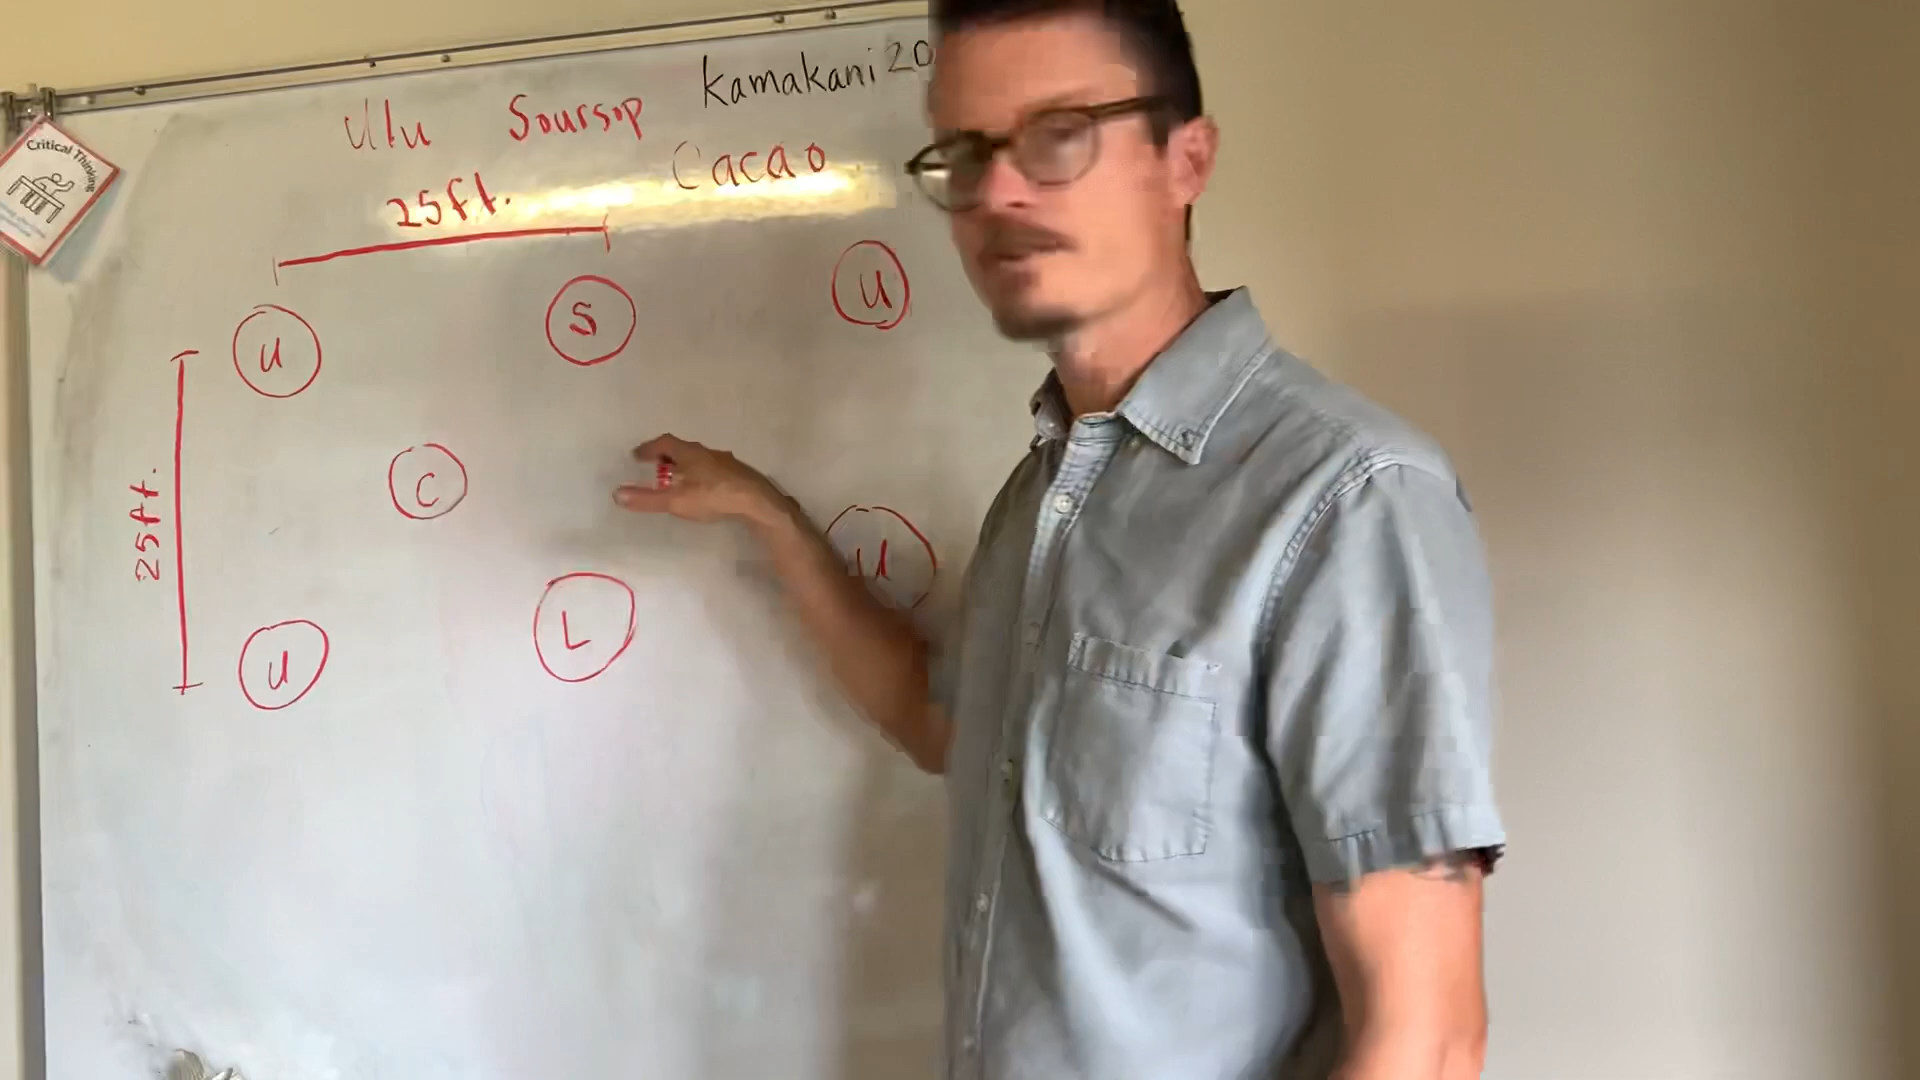 Kamakani 20
Ulu Soursop
Cacao
25ft.
U S U
25ft.
C
U
U L
Critical Thinking